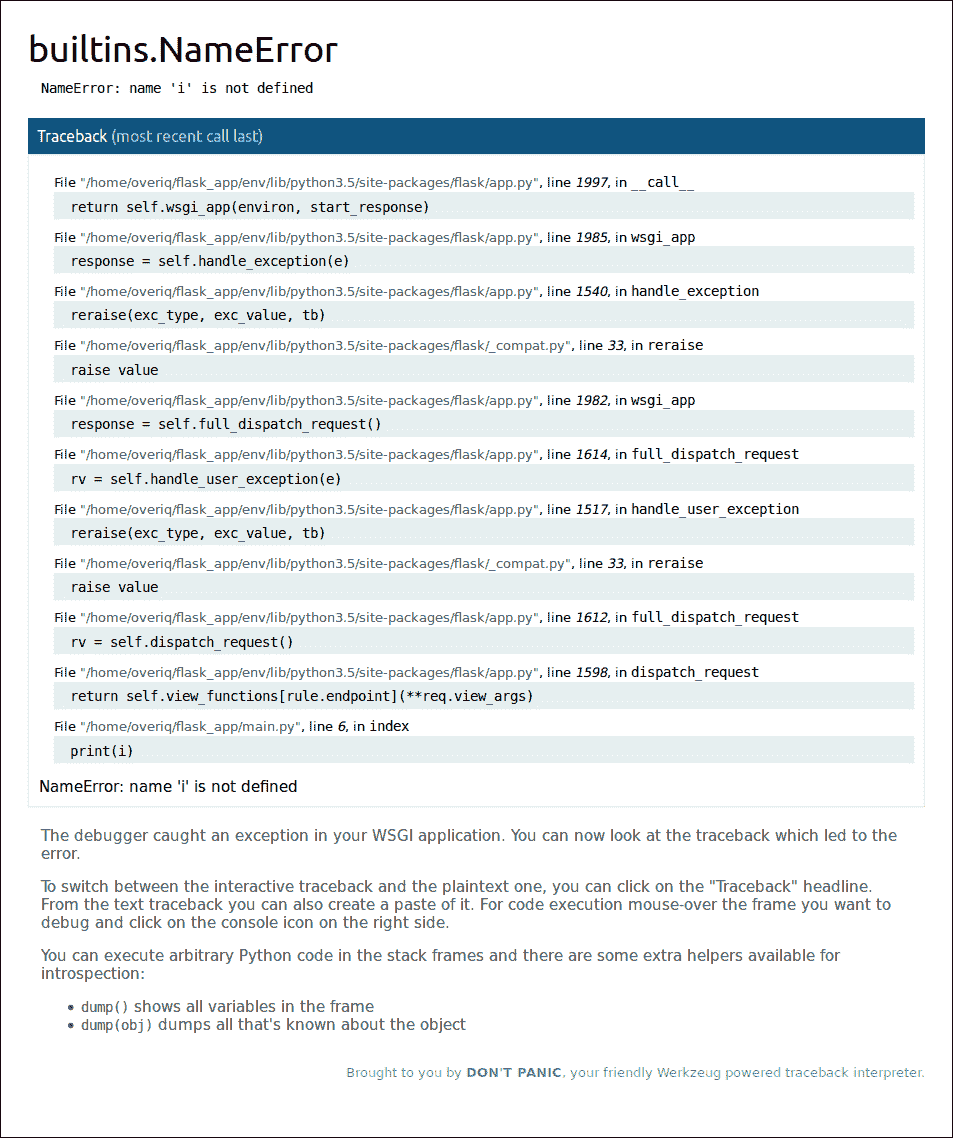 builtins.NameError
NameError: name 'i' is not defined
Traceback (most recent call last)
File "/home/overiq/flask_app/env/lib/python3.5/site-packages/flask/app.py", line 1997, in __call__
return self.wsgi_app(environ, start_response)
File "/home/overiq/flask_app/env/lib/python3.5/site-packages/flask/app.py", line 1985, in wsgi_app
response = self.handle_exception(e)
File "/home/overiq/flask_app/env/lib/python3.5/site-packages/flask/app.py", line 1540, in handle_exception
reraise(exc_type, exc_value, tb)
File "/home/overiq/flask_app/env/lib/python3.5/site-packages/flask/_compat.py", line 33, in reraise
raise value
File "/home/overiq/flask_app/env/lib/python3.5/site-packages/flask/app.py", line 1982, in wsgi_app
response = self.full_dispatch_request()
File "/home/overiq/flask_app/env/lib/python3.5/site-packages/flask/app.py", line 1614, in full_dispatch_request
rv = self.handle_user_exception(e)
File "/home/overiq/flask_app/env/lib/python3.5/site-packages/flask/app.py", line 1517, in handle_user_exception
reraise(exc_type, exc_value, tb)
File "/home/overiq/flask_app/env/lib/python3.5/site-packages/flask/_compat.py", line 33, in reraise
raise value
File "/home/overiq/flask_app/env/lib/python3.5/site-packages/flask/app.py", line 1612, in full_dispatch_request
rv = self.dispatch_request()
File "/home/overiq/flask_app/env/lib/python3.5/site-packages/flask/app.py", line 1598, in dispatch_request
return self.view_functions[rule.endpoint](**req.view_args)
File "/home/overiq/flask_app/main.py", line 6, in index
print(i)
NameError: name 'i' is not defined
The debugger caught an exception in your WSGI application. You can now look at the traceback which led to the
error.
To switch between the interactive traceback and the plaintext one, you can click on the "Traceback" headline.
From the text traceback you can also create a paste of it. For code execution mouse-over the frame you want to
debug and click on the console icon on the right side.
You can execute arbitrary Python code in the stack frames and there are some extra helpers available for
introspection:
• dump() shows all variables in the frame
• dump(obj) dumps all that's known about the object
Brought to you by DON'T PANIC, your friendly Werkzeug powered traceback interpreter.